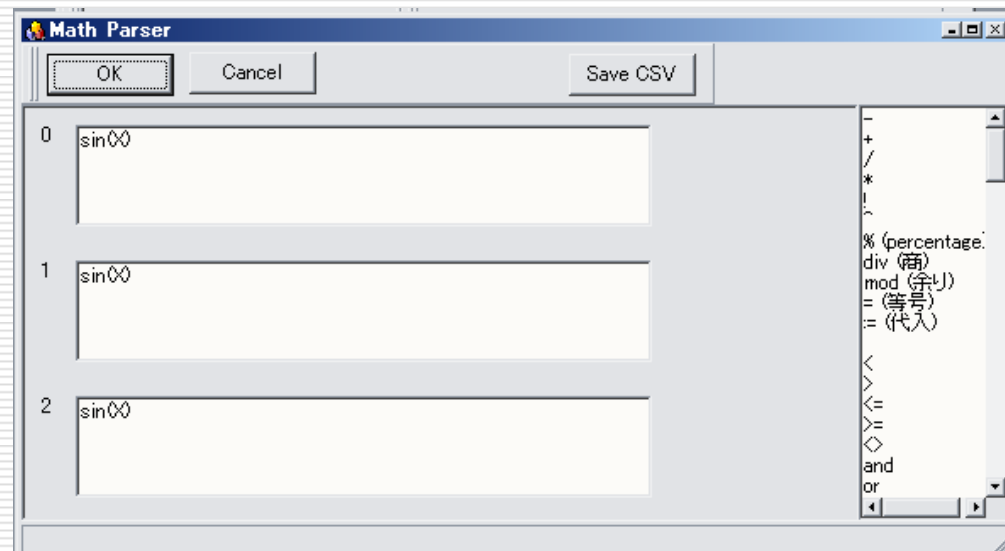 Math Parser
OK
Cancel
Save CSV
0
sin(X)
1
sin(X)
2
sin(X)
-
+
/
*
!
^
% (percentage)
div (商)
mod (余り)
= (等号)
:= (代入)
<
>
<=
>=
<>
and
or